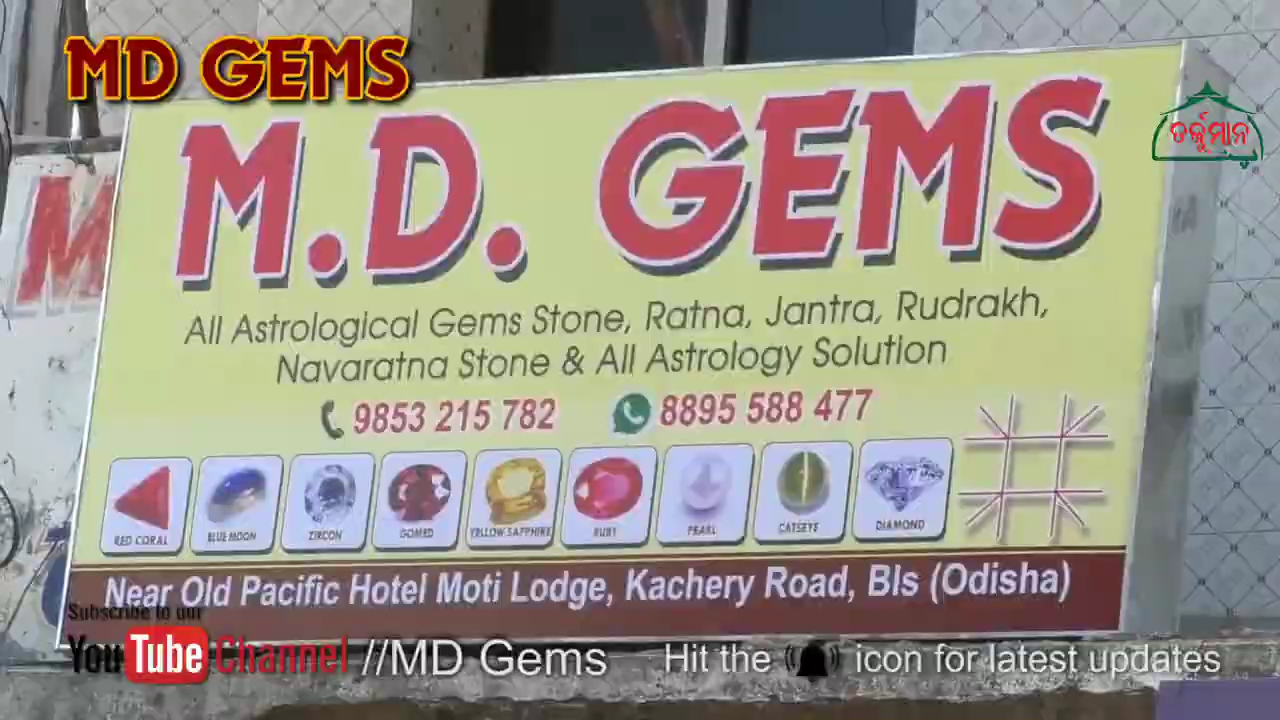 MD GEMS
M.D. GEMS
ତର୍ଜୁମାନ
All Astrological Gems Stone, Ratna, Jantra, Rudrakh,
Navaratna Stone & All Astrology Solution
9853 215 782 8895 588 477
RED CORAL BLUE MOON ZIRCON GOMED YELLOW SAPPHIRE RUBY PEARL CATSEYE DIAMOND
Near Old Pacific Hotel Moti Lodge, Kachery Road, Bls (Odisha)
Subscribe to our
YouTube Channel //MD Gems Hit the icon for latest updates